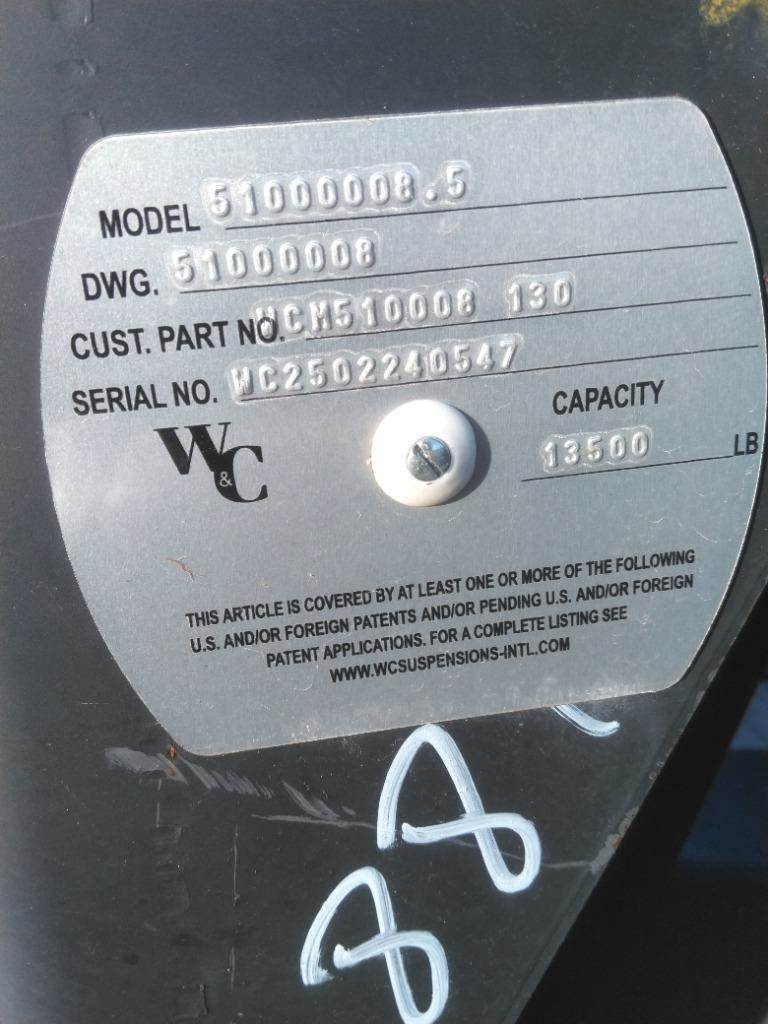 MODEL 51000008.5
DWG. 51000008
CUST. PART NO. WCM510008 130
SERIAL NO. WC2502240547
W&C
CAPACITY
13500 LB
THIS ARTICLE IS COVERED BY AT LEAST ONE OR MORE OF THE FOLLOWING
U.S. AND/OR FOREIGN PATENTS AND/OR PENDING U.S. AND/OR FOREIGN
PATENT APPLICATIONS. FOR A COMPLETE LISTING SEE
WWW.WCSUSPENSIONS-INTL.COM